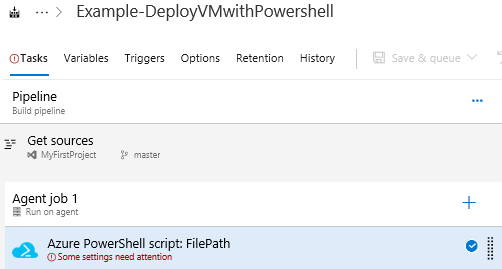 ... > Example-DeployVMwithPowershell
Tasks Variables Triggers Options Retention History Save & queue
Pipeline
Build pipeline
Get sources
MyFirstProject master
Agent job 1
Run on agent
Azure PowerShell script: FilePath
Some settings need attention